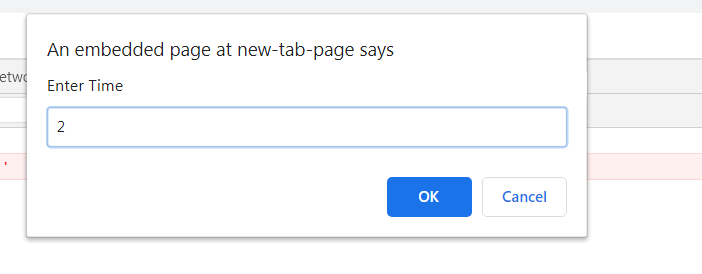 An embedded page at new-tab-page says
Enter Time
2
OK
Cancel
'